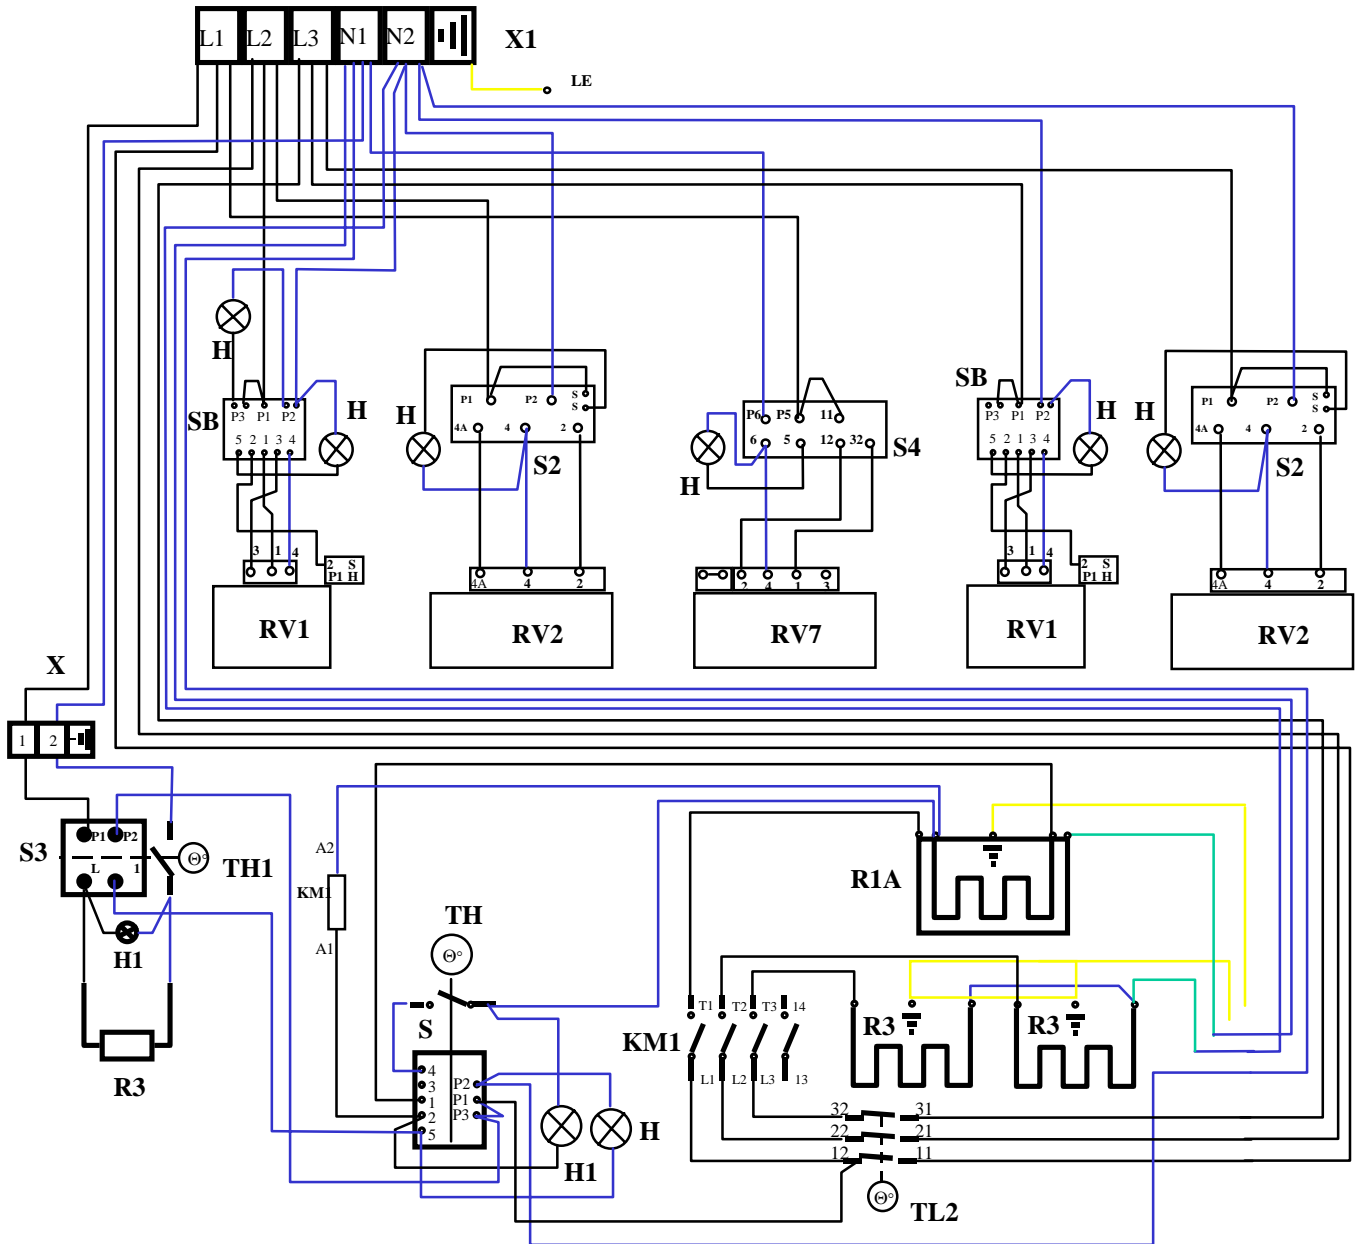 L1 L2 L3 N1 N2 X1
LE
H
P3 P1 P2
5 2 1 3 4
SB
H
3 1 4
2 S
P1 H
RV1
H
P1 P2 S
S
4A 4 2
S2
4A 4 2
RV2
P6 P5 11
6 5 12 32
S4
H
2 4 1 3
RV7
SB
P3 P1 P2
5 2 1 3 4
H
3 1 4
2 S
P1 H
RV1
H
P1 P2 S
S
4A 4 2
S2
4A 4 2
RV2
X
1 2
S3
P1 P2
L 1
Θ°
TH1
H1
R3
A2
KM1
A1
TH
Θ°
S
4
3
1
2
5
P2
P1
P3
H1
H
R1A
KM1
T1 T2 T3 14
L1 L2 L3 13
R3
R3
32 31
22 21
12 11
Θ°
TL2